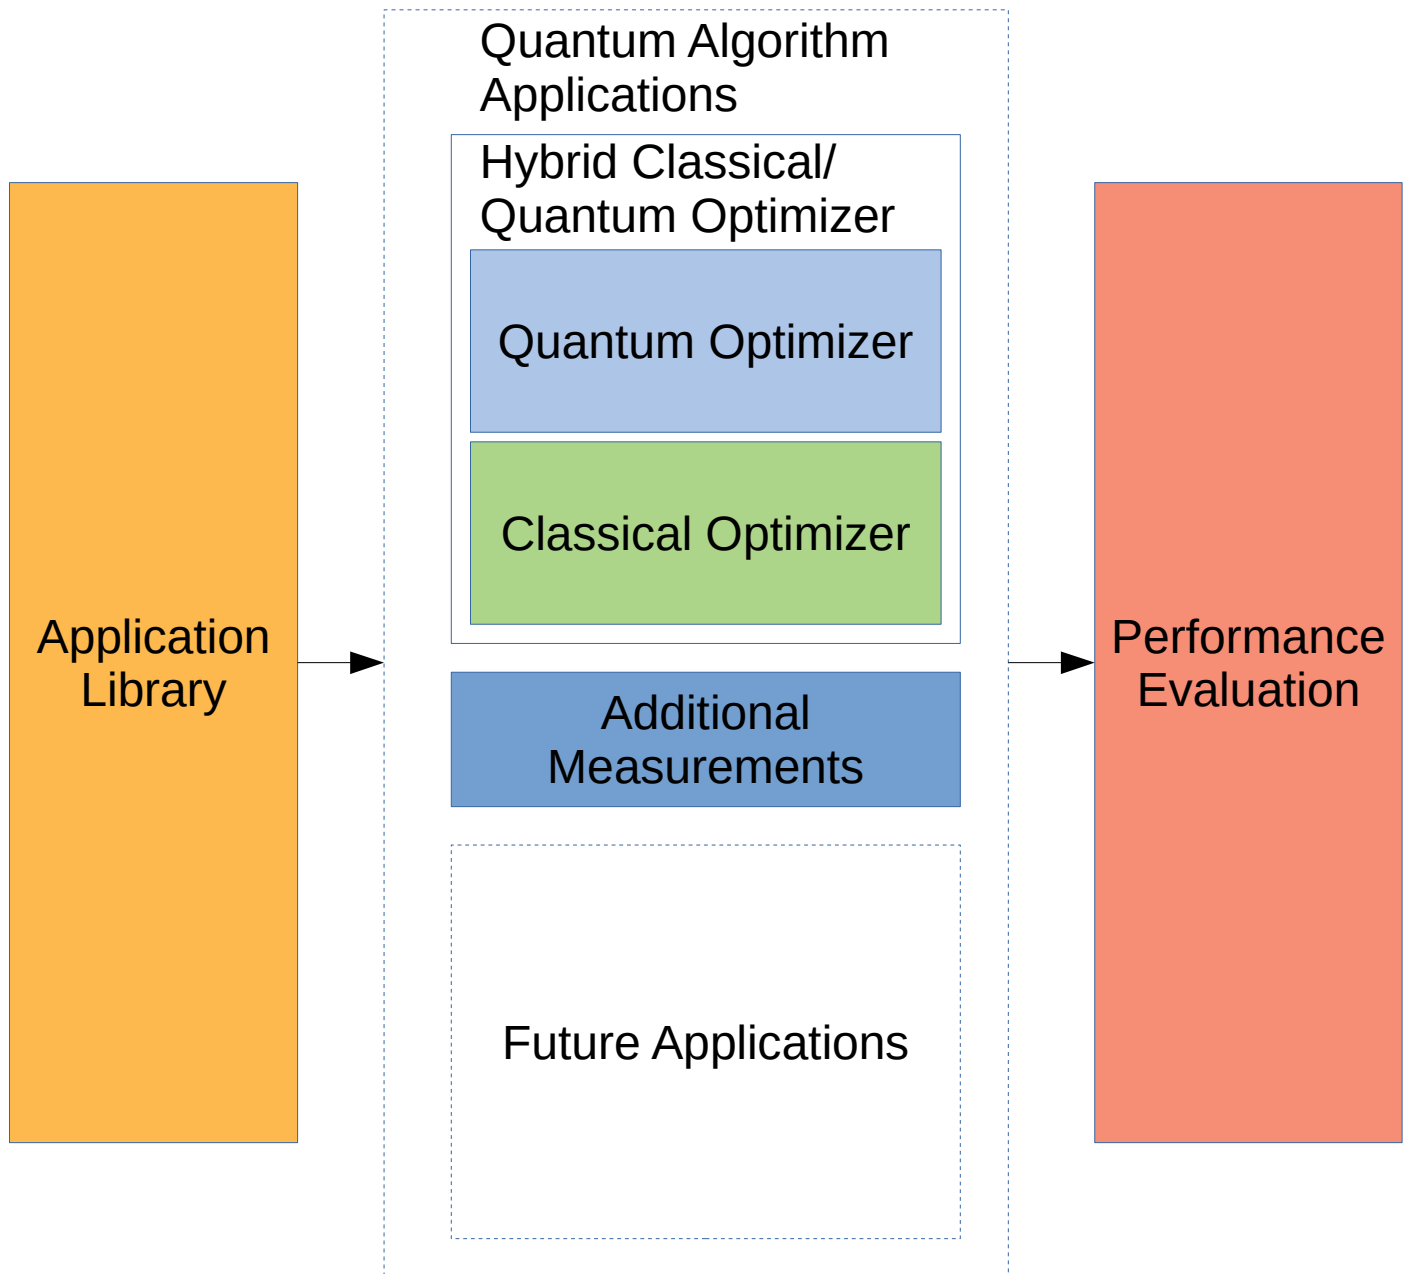 Quantum Algorithm
Applications
Hybrid Classical/
Quantum Optimizer
Quantum Optimizer
Classical Optimizer
Application
Library
Performance
Evaluation
Additional
Measurements
Future Applications